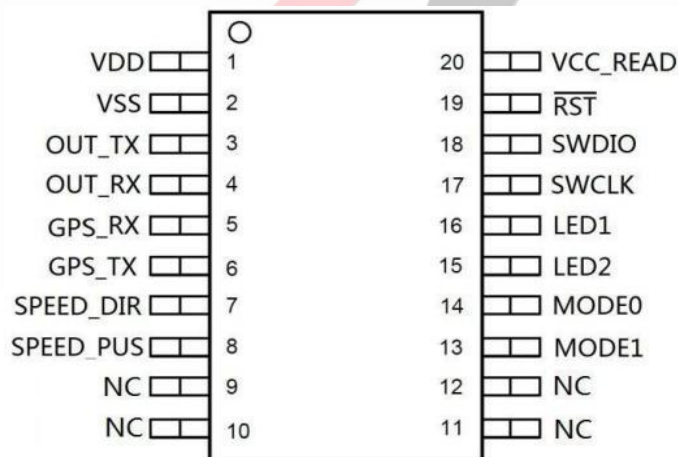 VDD 1 20 VCC_READ
VSS 2 19 RST
OUT_TX 3 18 SWDIO
OUT_RX 4 17 SWCLK
GPS_RX 5 16 LED1
GPS_TX 6 15 LED2
SPEED_DIR 7 14 MODE0
SPEED_PUS 8 13 MODE1
NC 9 12 NC
NC 10 11 NC